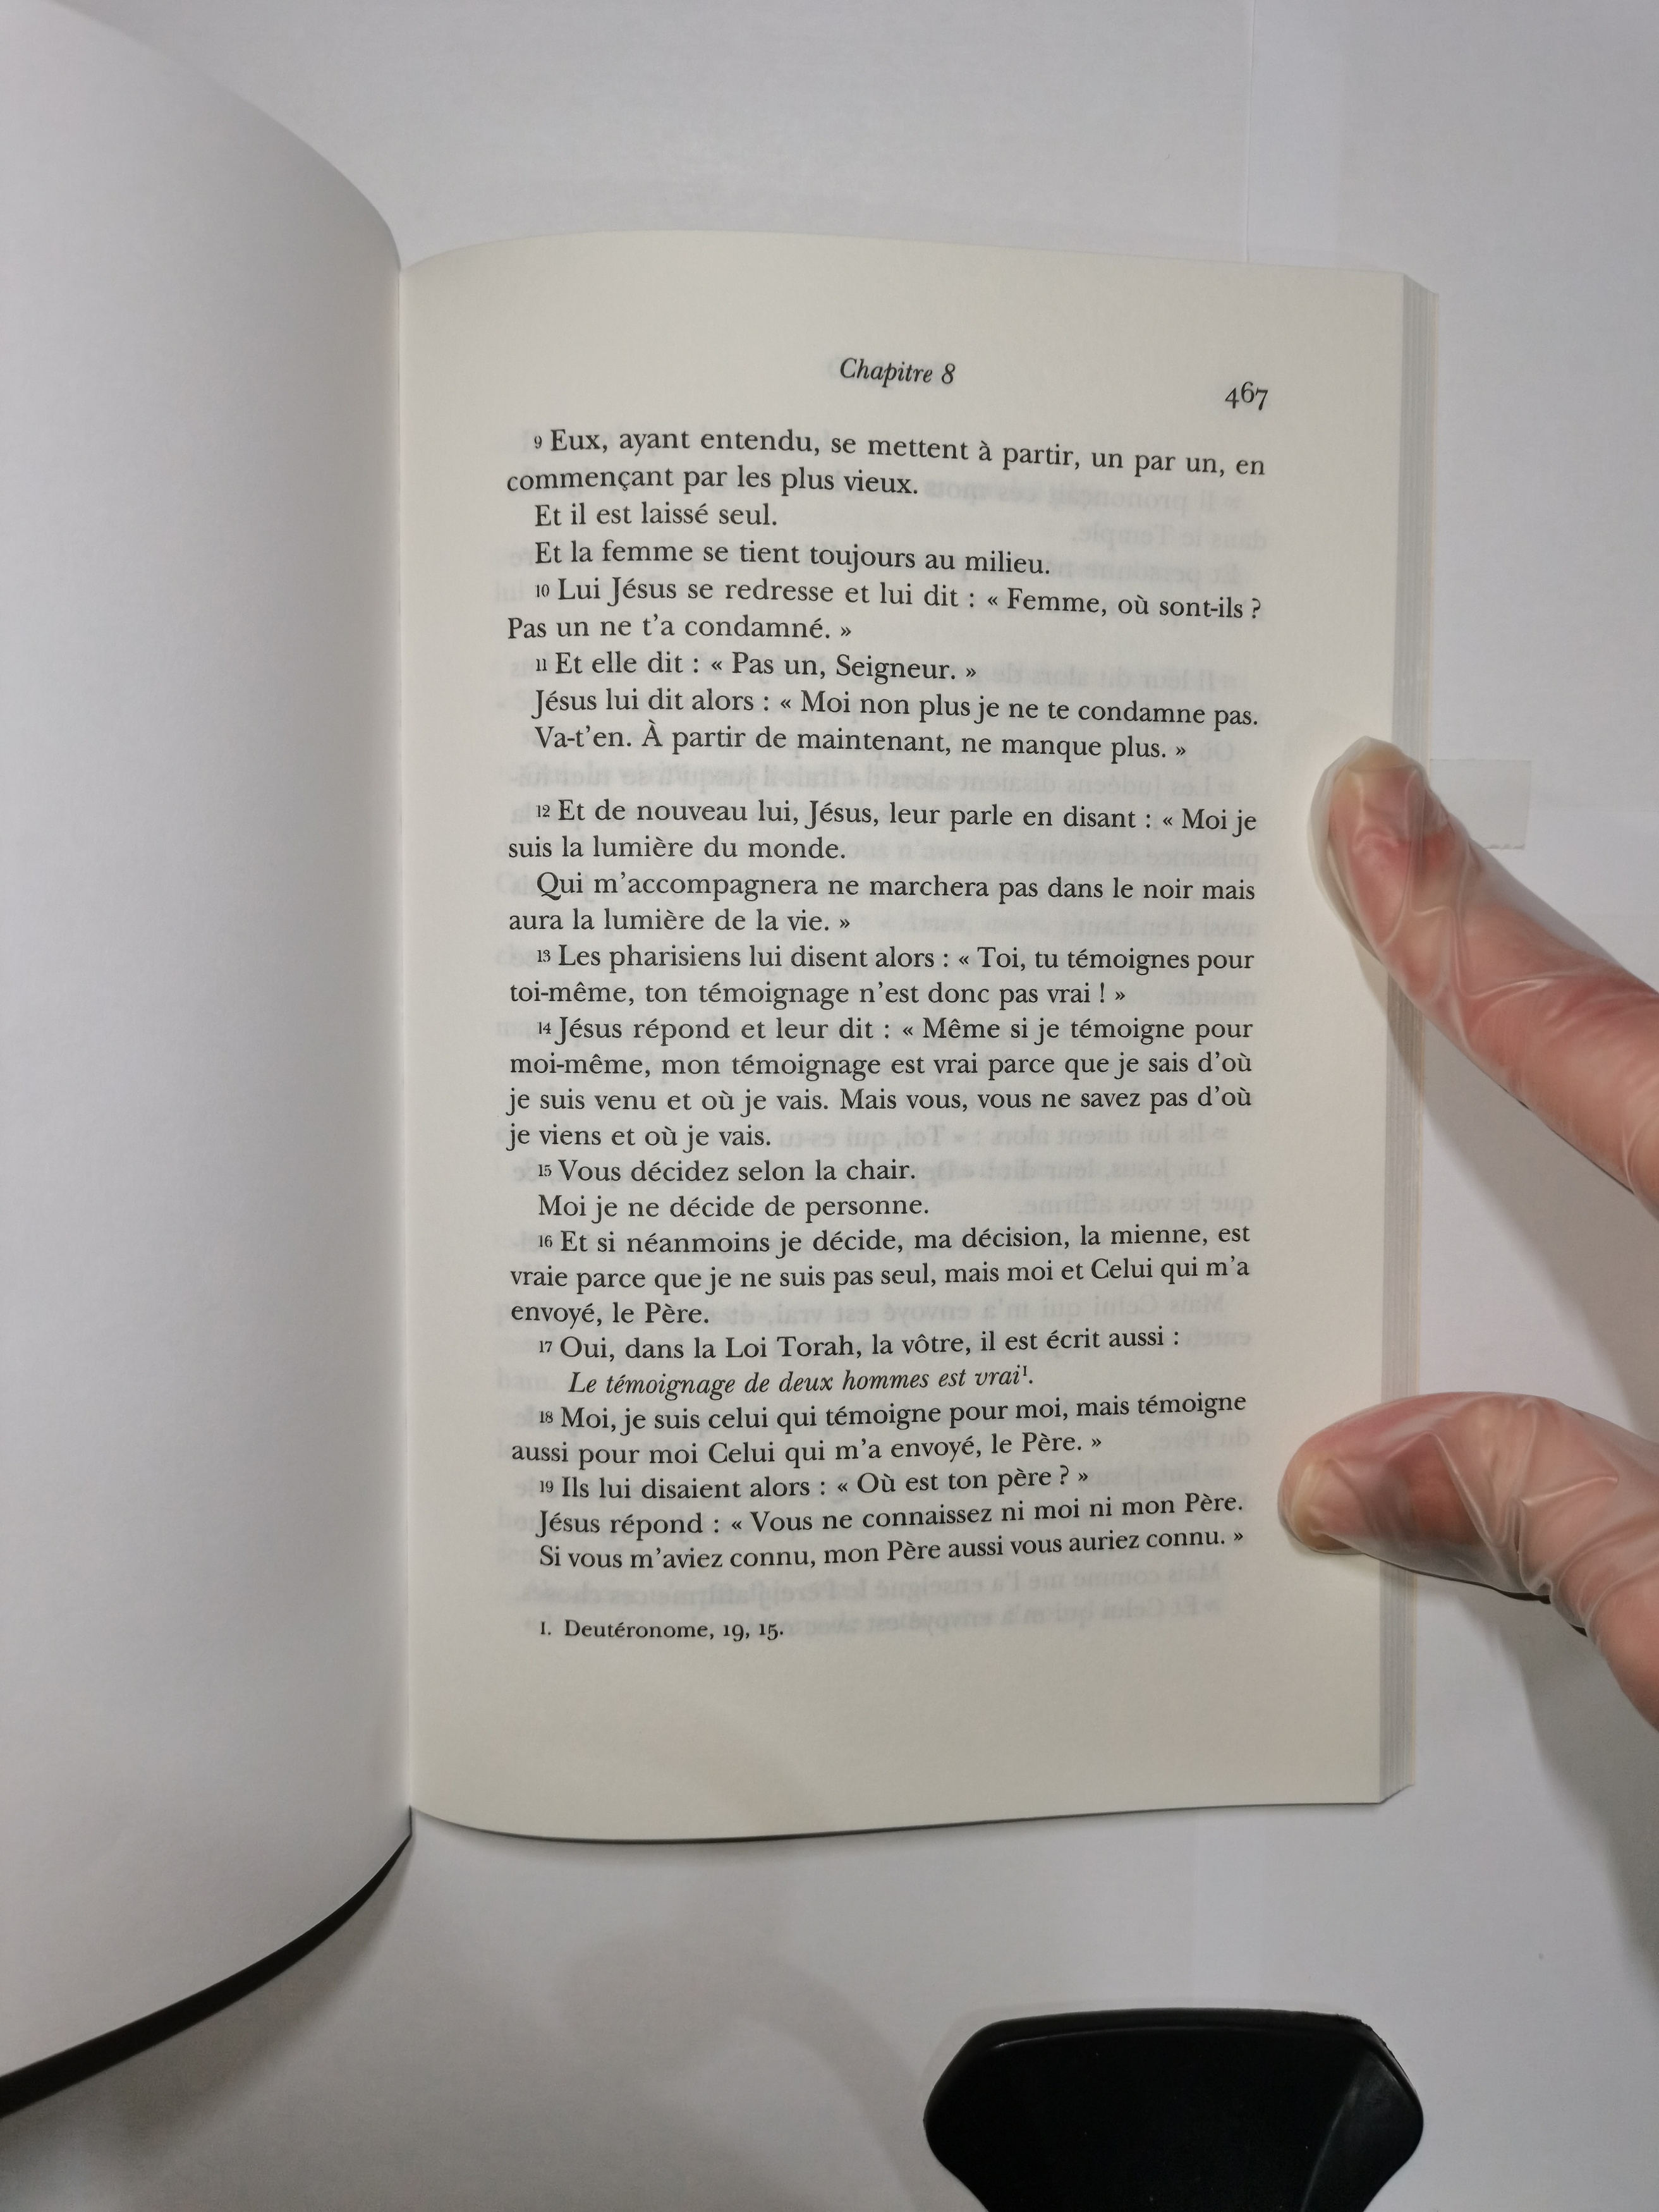 Chapitre 8
467
9 Eux, ayant entendu, se mettent à partir, un par un, en
commençant par les plus vieux.
Et il est laissé seul.
Et la femme se tient toujours au milieu.
10 Lui Jésus se redresse et lui dit : « Femme, où sont-ils ?
Pas un ne t'a condamné. »
11 Et elle dit : « Pas un, Seigneur. »
Jésus lui dit alors : « Moi non plus je ne te condamne pas.
Va-t'en. À partir de maintenant, ne manque plus. »
12 Et de nouveau lui, Jésus, leur parle en disant : « Moi je
suis la lumière du monde.
Qui m'accompagnera ne marchera pas dans le noir mais
aura la lumière de la vie. »
13 Les pharisiens lui disent alors : « Toi, tu témoignes pour
toi-même, ton témoignage n'est donc pas vrai ! »
14 Jésus répond et leur dit : « Même si je témoigne pour
moi-même, mon témoignage est vrai parce que je sais d'où
je suis venu et où je vais. Mais vous, vous ne savez pas d'où
je viens et où je vais.
15 Vous décidez selon la chair.
Moi je ne décide de personne.
16 Et si néanmoins je décide, ma décision, la mienne, est
vraie parce que je ne suis pas seul, mais moi et Celui qui m'a
envoyé, le Père.
17 Oui, dans la Loi Torah, la vôtre, il est écrit aussi :
Le témoignage de deux hommes est vrai¹.
18 Moi, je suis celui qui témoigne pour moi, mais témoigne
aussi pour moi Celui qui m'a envoyé, le Père. »
19 Ils lui disaient alors : « Où est ton père ? »
Jésus répond : « Vous ne connaissez ni moi ni mon Père.
Si vous m'aviez connu, mon Père aussi vous auriez connu. »
1. Deutéronome, 19, 15.